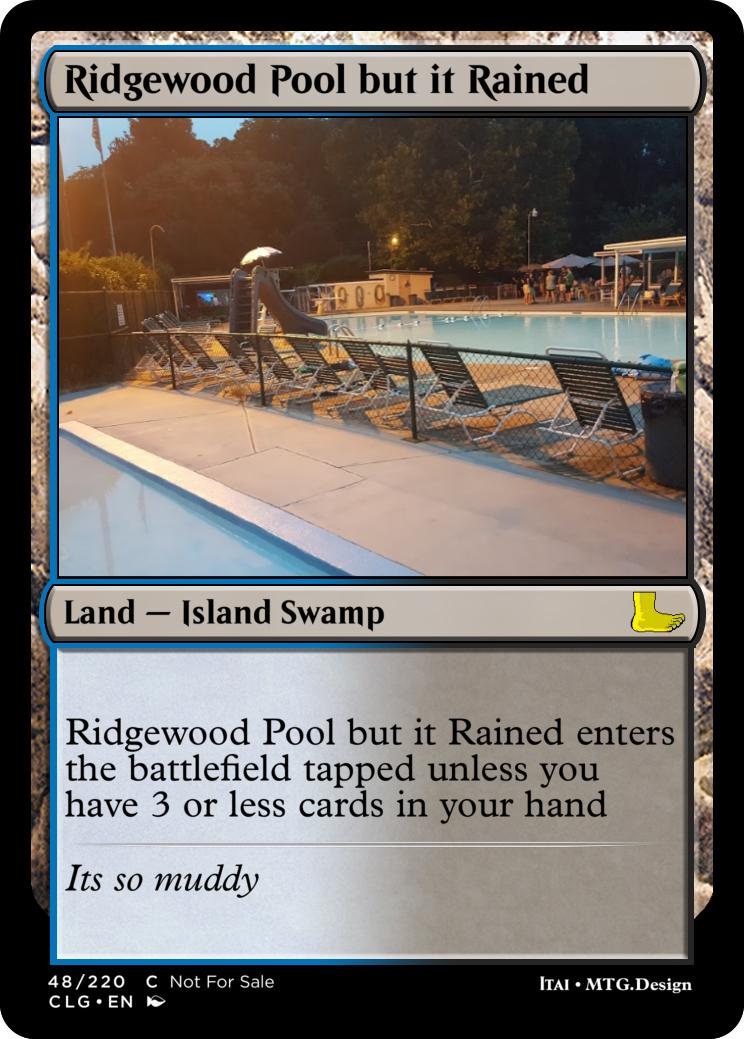 Ridgewood Pool but it Rained
Land — Island Swamp
Ridgewood Pool but it Rained enters
the battlefield tapped unless you
have 3 or less cards in your hand
Its so muddy
48/220 C Not For Sale
CLG • EN
Itai • MTG.Design